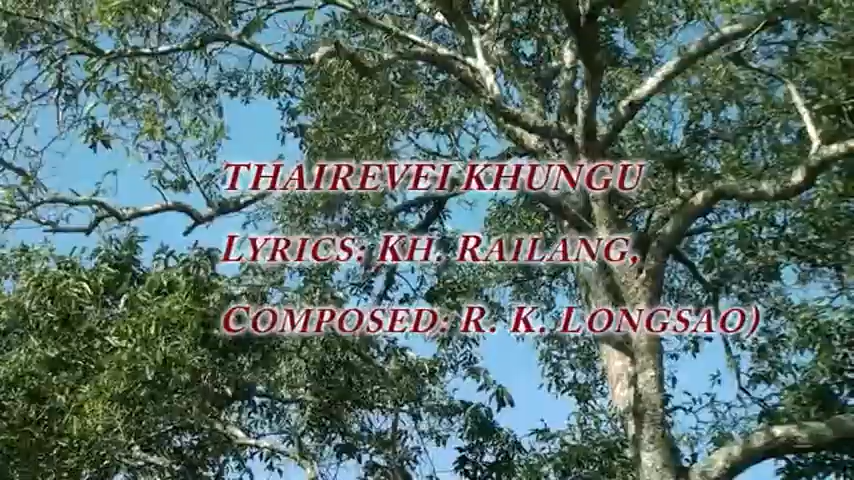 THAIREVEI KHUNGU
LYRICS: KH. RAILANG,
COMPOSED: R. K. LONGSAO)